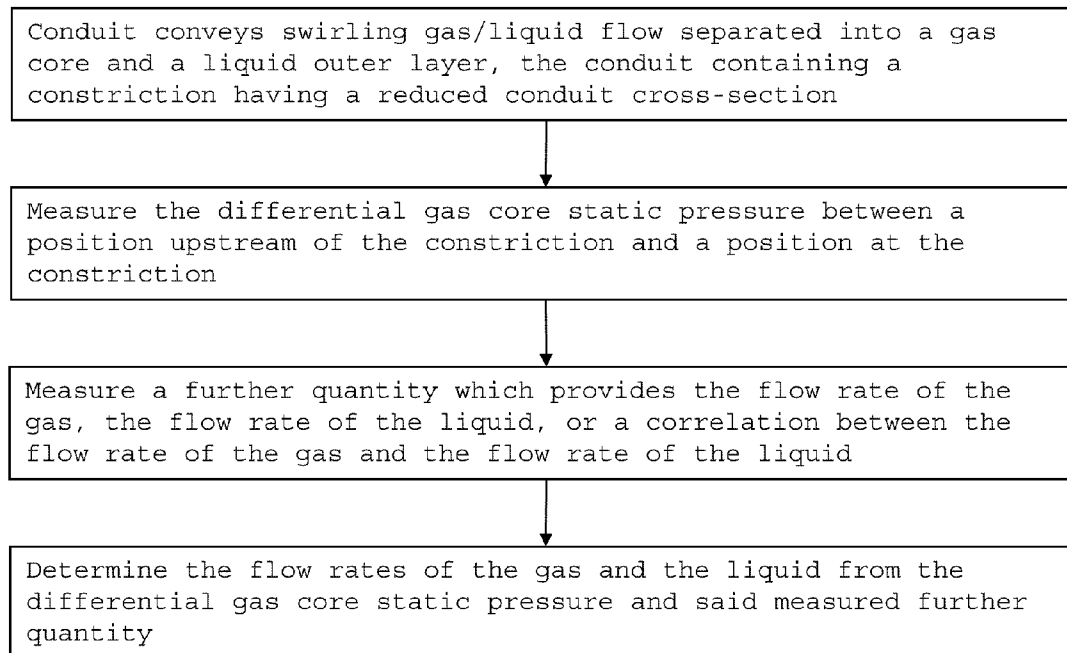 Conduit conveys swirling gas/liquid flow separated into a gas
core and a liquid outer layer, the conduit containing a
constriction having a reduced conduit cross-section
Measure the differential gas core static pressure between a
position upstream of the constriction and a position at the
constriction
Measure a further quantity which provides the flow rate of the
gas, the flow rate of the liquid, or a correlation between the
flow rate of the gas and the flow rate of the liquid
Determine the flow rates of the gas and the liquid from the
differential gas core static pressure and said measured further
quantity